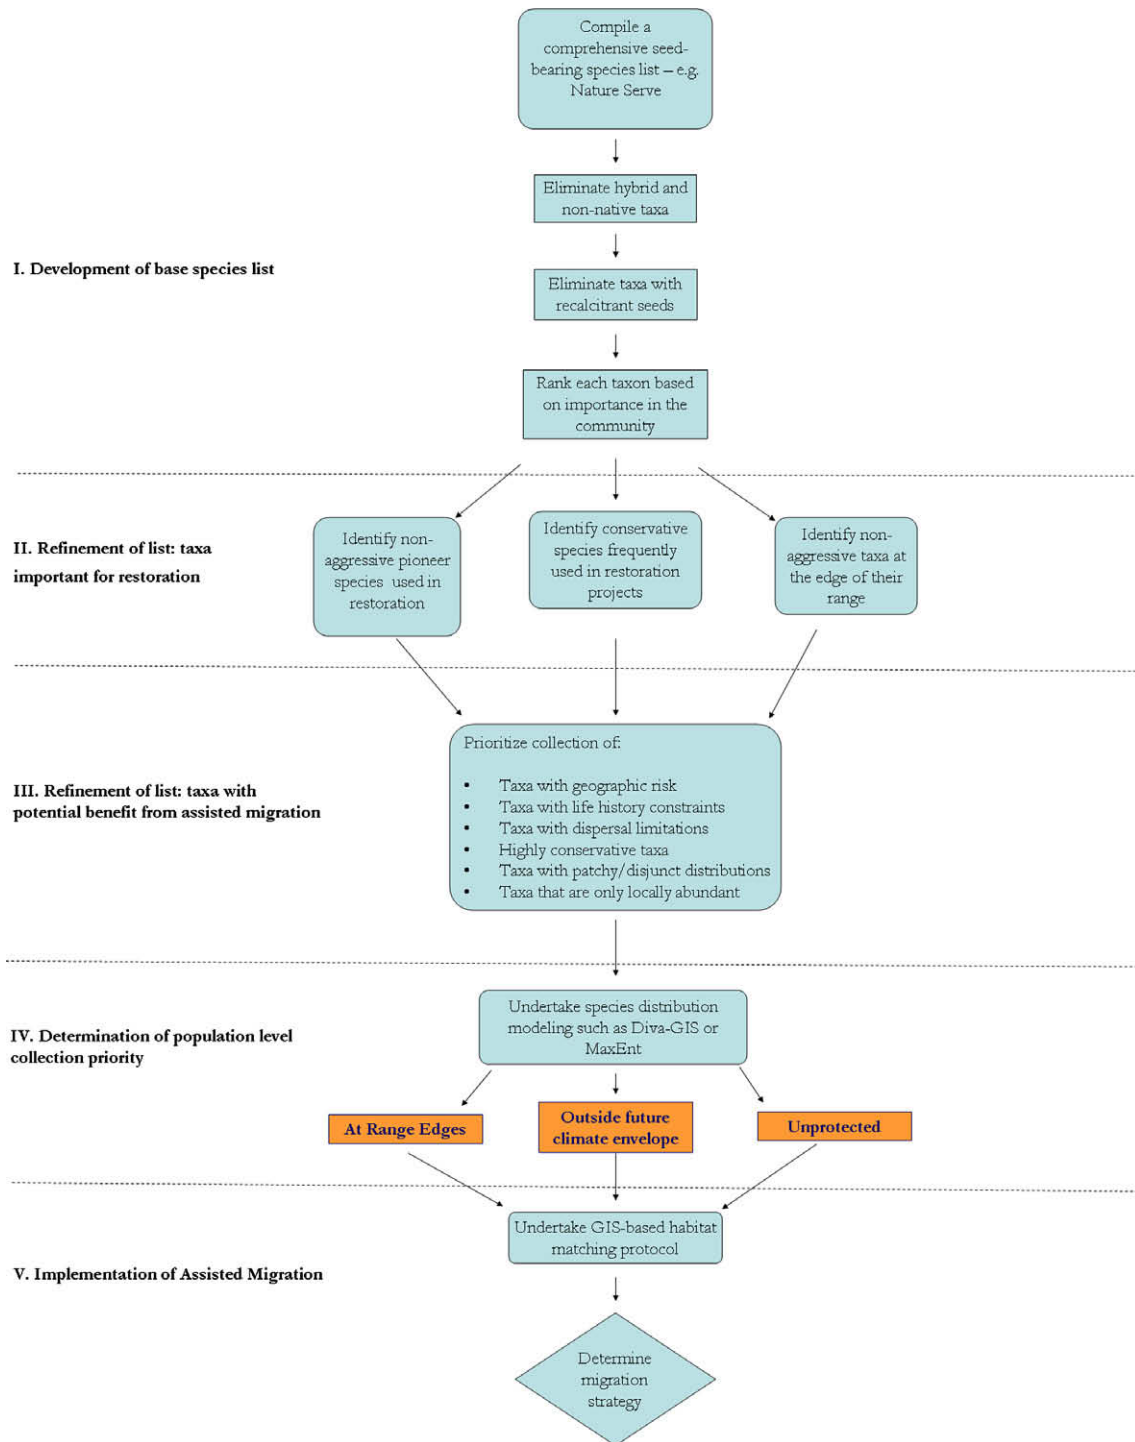 Compile a
comprehensive seed-
bearing species list – e.g.
Nature Serve
Eliminate hybrid and
non-native taxa
I. Development of base species list
Eliminate taxa with
recalcitrant seeds
Rank each taxon based
on importance in the
community
II. Refinement of list: taxa
important for restoration
Identify non-
aggressive pioneer
species used in
restoration
Identify conservative
species frequently
used in restoration
projects
Identify non-
aggressive taxa at
the edge of their
range
III. Refinement of list: taxa with
potential benefit from assisted migration
Prioritize collection of:
• Taxa with geographic risk
• Taxa with life history constraints
• Taxa with dispersal limitations
• Highly conservative taxa
• Taxa with patchy/disjunct distributions
• Taxa that are only locally abundant
IV. Determination of population level
collection priority
Undertake species distribution
modeling such as Diva-GIS or
MaxEnt
At Range Edges
Outside future
climate envelope
Unprotected
V. Implementation of Assisted Migration
Undertake GIS-based habitat
matching protocol
Determine
migration
strategy